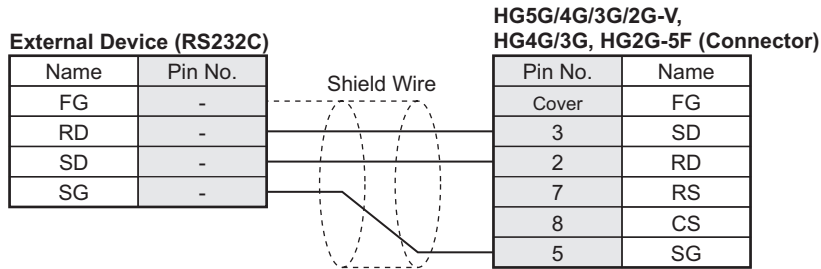 HG5G/4G/3G/2G-V,
External Device (RS232C) HG4G/3G, HG2G-5F (Connector)
Name Pin No. Shield Wire Pin No. Name
FG - Cover FG
RD - 3 SD
SD - 2 RD
SG - 7 RS
8 CS
5 SG